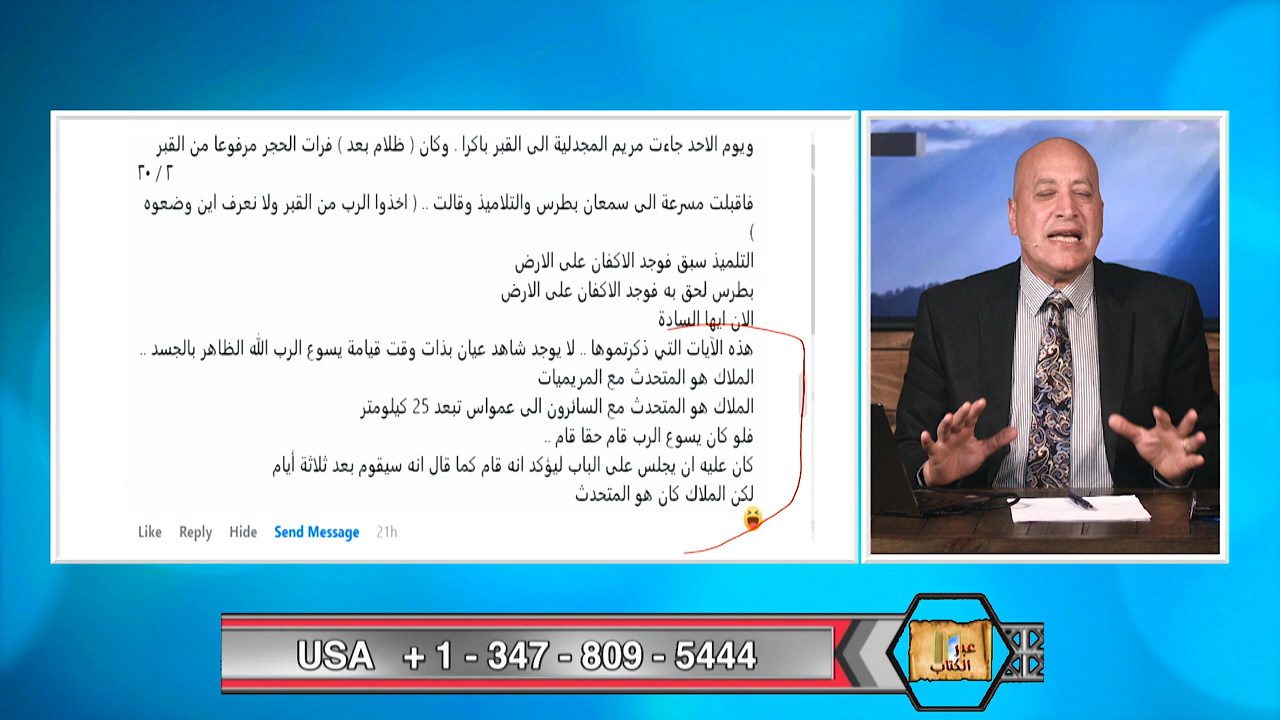 ويوم الاحد جاءت مريم المجدلية الى القبر باكرا . وكان ( ظلام بعد ) فرات الحجر مرفوعا من القبر
٢٠/٢
فاقبلت مسرعة الى سمعان بطرس والتلاميذ وقالت .. ( اخذوا الرب من القبر ولا نعرف اين وضعوه
)
التلميذ سبق فوجد الاكفان على الارض
بطرس لحق به فوجد الاكفان على الارض
الان ايها السادة
هذه الآيات التي ذكرتموها .. لا يوجد شاهد عيان بذات وقت قيامة يسوع الرب الله الظاهر بالجسد ..
الملاك هو المتحدث مع المريميات
الملاك هو المتحدث مع السائرون الى عمواس تبعد 25 كيلومتر
فلو كان يسوع الرب قام حقا قام ..
كان عليه ان يجلس على الباب ليؤكد انه قام كما قال انه سيقوم بعد ثلاثة أيام
لكن الملاك كان هو المتحدث
Like Reply Hide Send Message 21h
USA + 1 - 347 - 809 - 5444
عبر
الكتاب